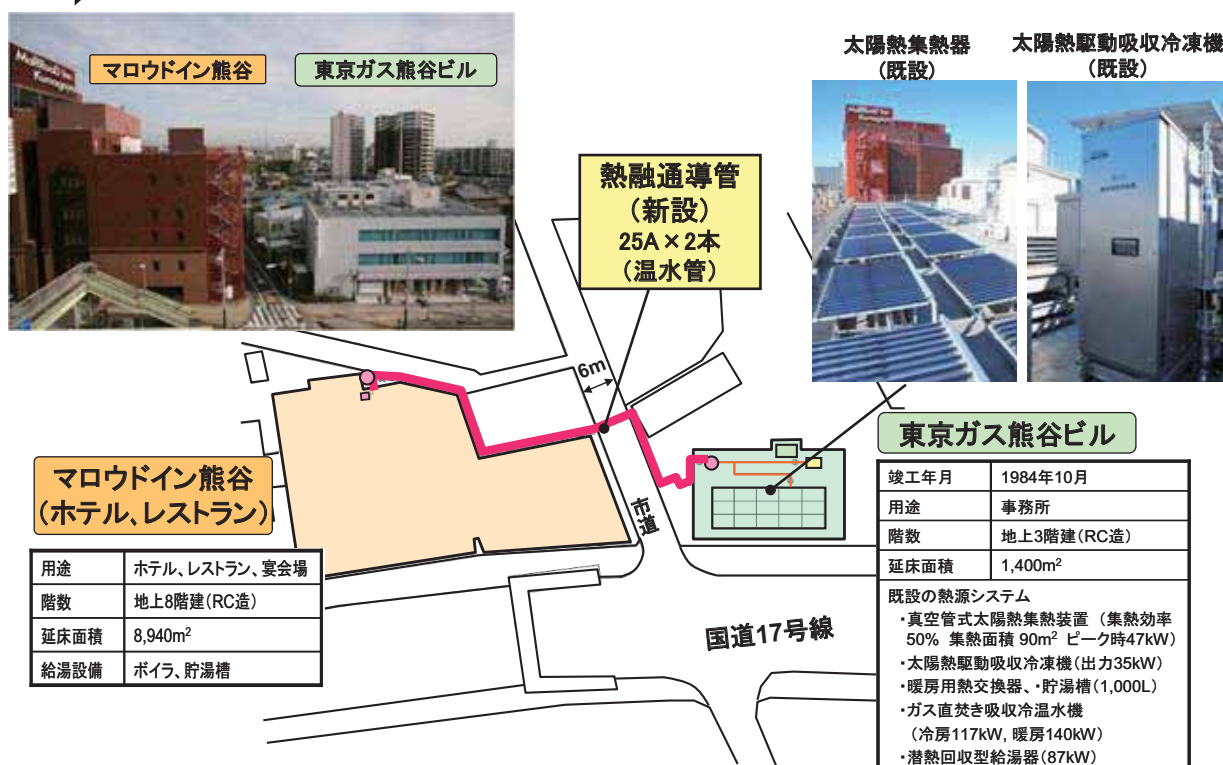 マロウドイン熊谷
東京ガス熊谷ビル
太陽熱集熱器
(既設)
太陽熱駆動吸収冷凍機
(既設)
熱融通導管
(新設)
25A×2本
(温水管)
6m
市道
国道17号線
マロウドイン熊谷
(ホテル、レストラン)
用途 ホテル、レストラン、宴会場
階数 地上8階建(RC造)
延床面積 8,940m²
給湯設備 ボイラ、貯湯槽
東京ガス熊谷ビル
竣工年月 1984年10月
用途 事務所
階数 地上3階建(RC造)
延床面積 1,400m²
既設の熱源システム
・真空管式太陽熱集熱装置 (集熱効率
50% 集熱面積 90m² ピーク時47kW)
・太陽熱駆動吸収冷凍機(出力35kW)
・暖房用熱交換器、・貯湯槽(1,000L)
・ガス直焚き吸収冷温水機
(冷房117kW, 暖房140kW)
・潜熱回収型給湯器(87kW)